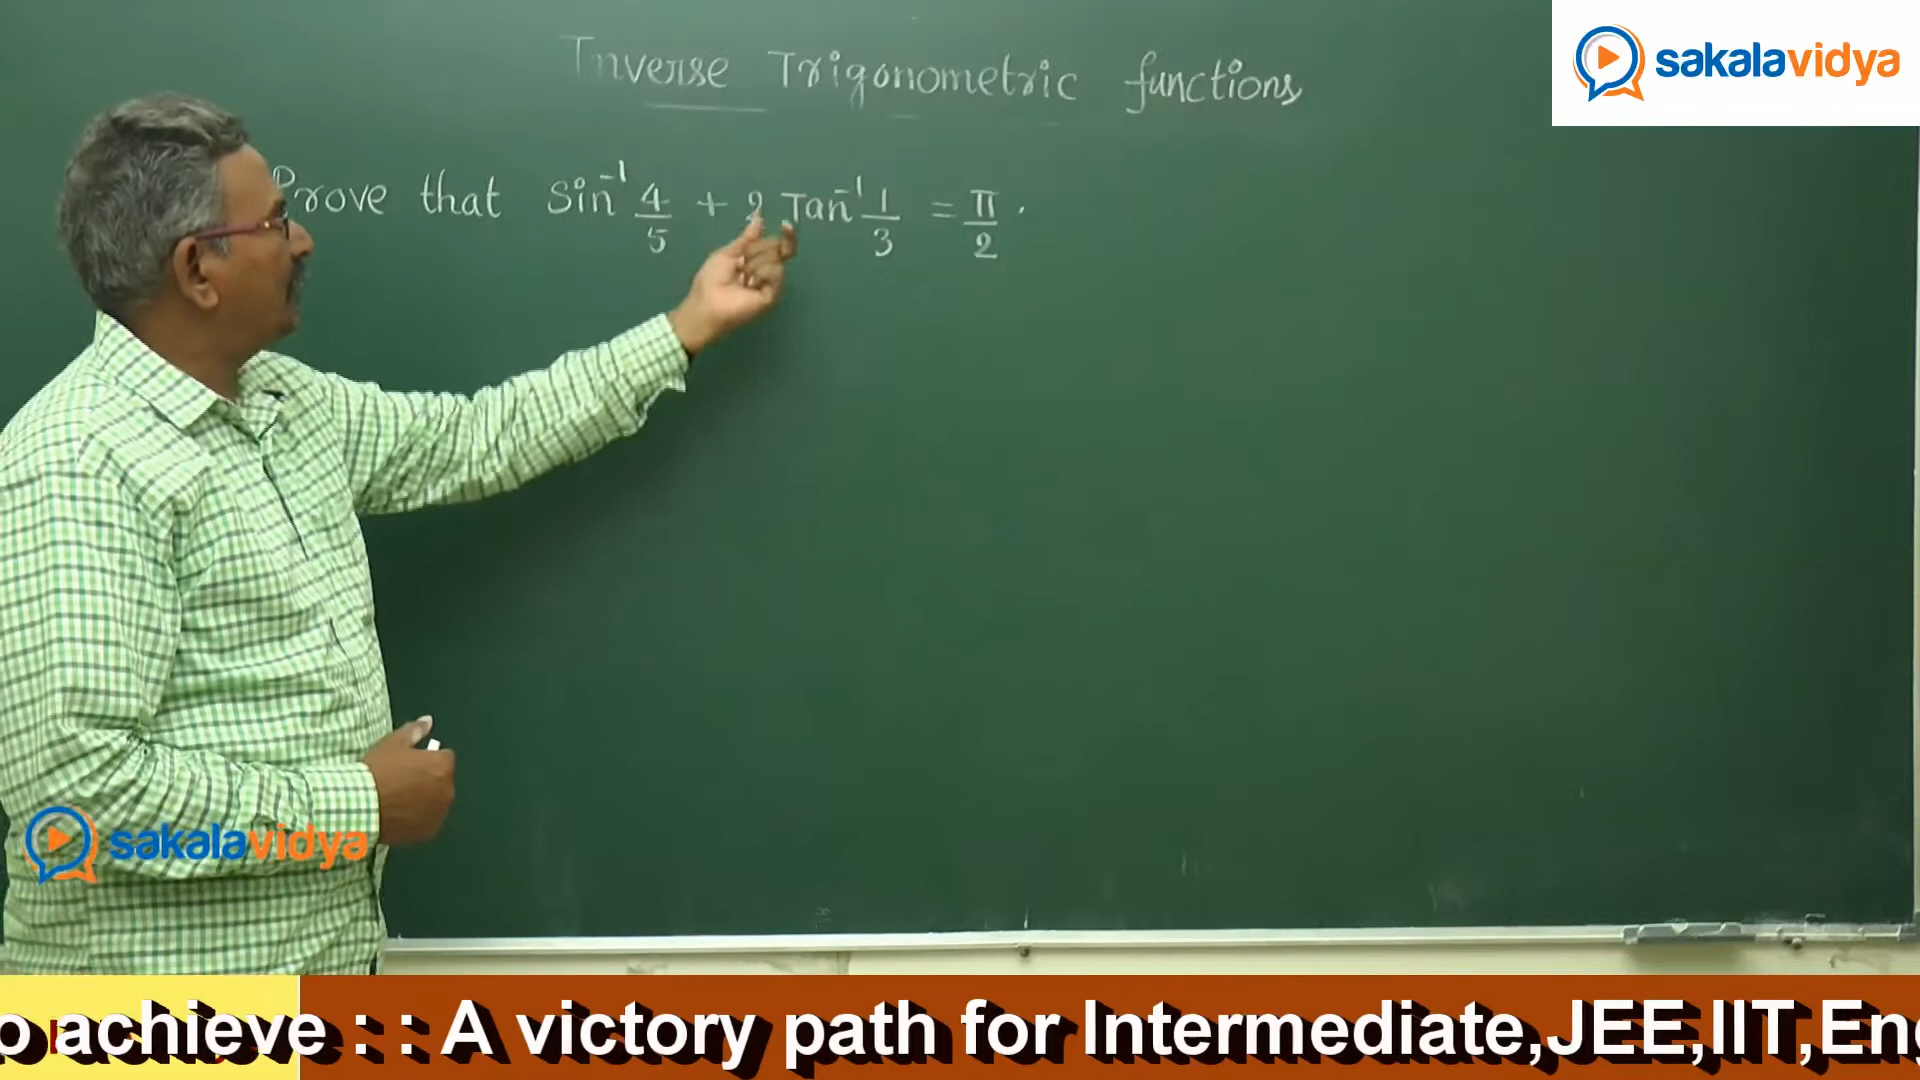 Inverse Trigonometric functions
sakalavidya
Prove that Sin⁻¹ 4/5 + 2 Tan⁻¹ 1/3 = π/2 .
sakalavidya
o achieve : : A victory path for Intermediate,JEE,IIT,Eng